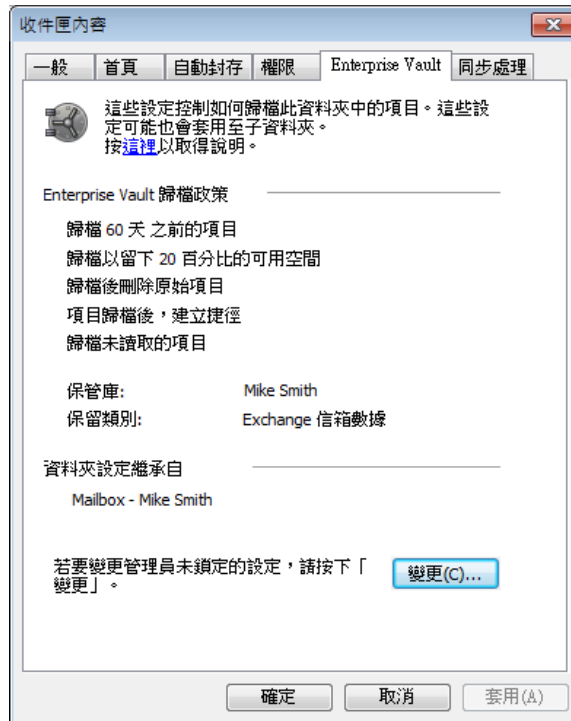 收件匣內容
一般 首頁 自動封存 權限 Enterprise Vault 同步處理
這些設定控制如何歸檔此資料夾中的項目。這些設
定可能也會套用至子資料夾。
按這裡以取得說明。
Enterprise Vault 歸檔政策
歸檔 60 天 之前的項目
歸檔以留下 20 百分比的可用空間
歸檔後刪除原始項目
項目歸檔後，建立捷徑
歸檔未讀取的項目
保管庫: Mike Smith
保留類別: Exchange 信箱數據
資料夾設定繼承自
Mailbox - Mike Smith
若要變更管理員未鎖定的設定，請按下「
變更」。
變更(C)...
確定 取消 套用(A)